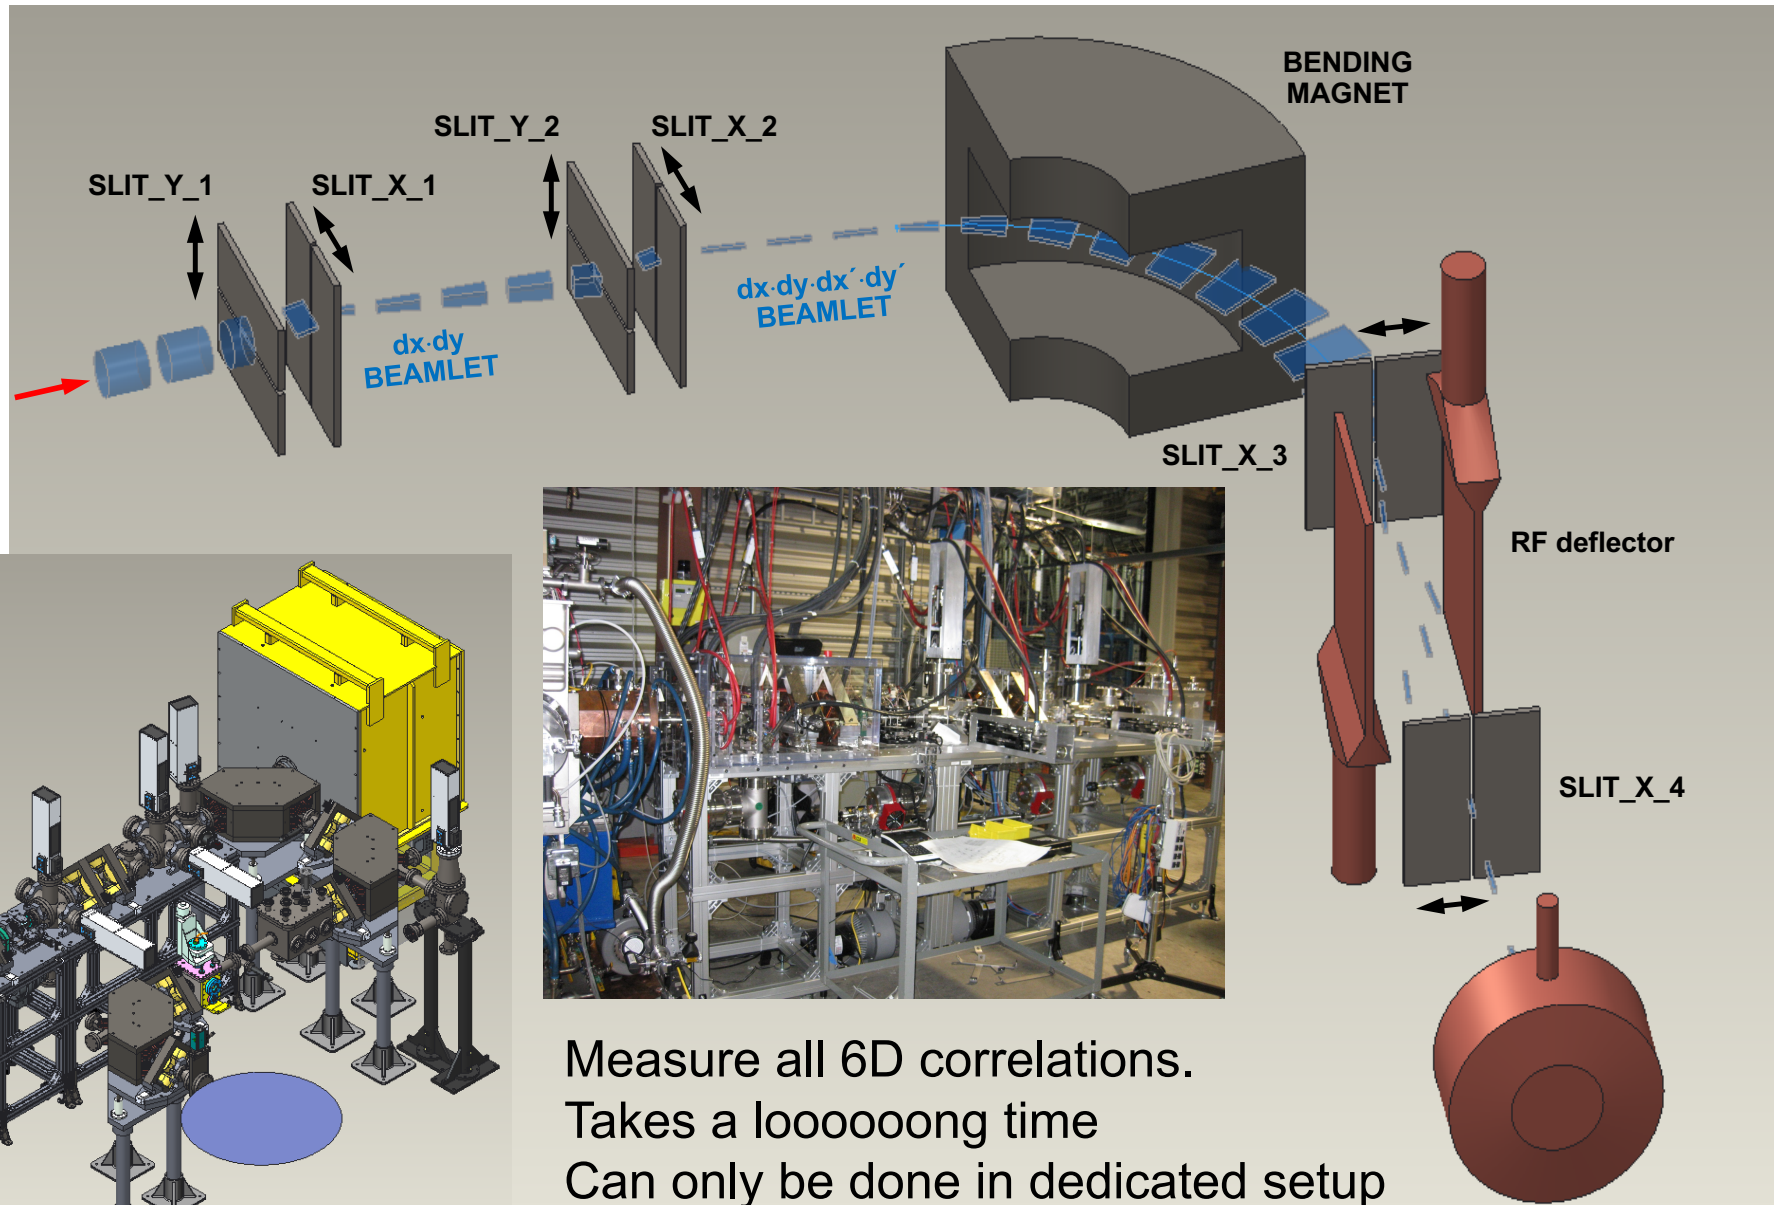 BENDING
MAGNET
SLIT_Y_2
SLIT_X_2
SLIT_Y_1
SLIT_X_1
dx·dy·dx´·dy´
BEAMLET
dx·dy
BEAMLET
SLIT_X_3
RF deflector
SLIT_X_4
Measure all 6D correlations.
Takes a looooooong time
Can only be done in dedicated setup